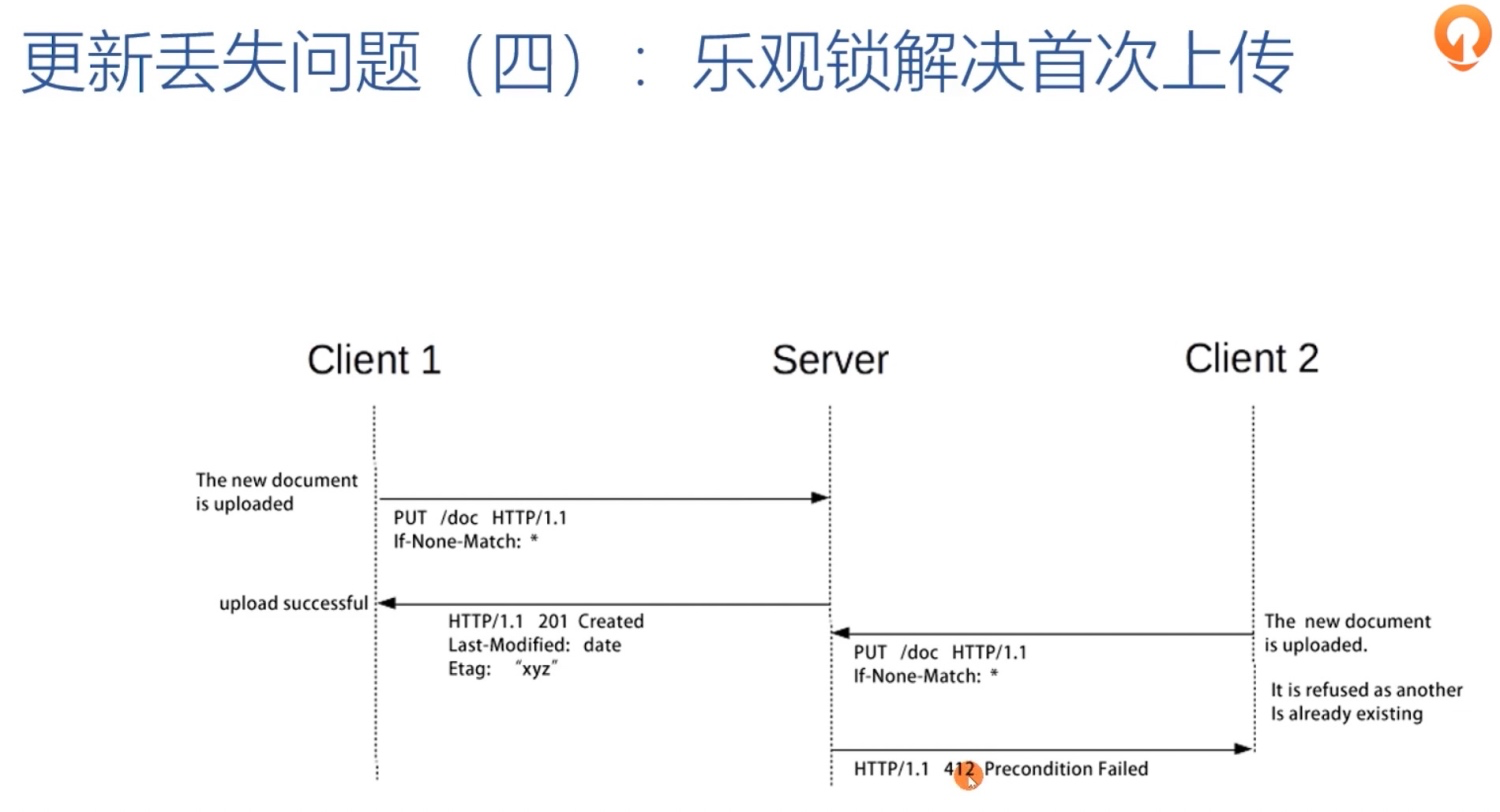 更新丢失问题（四）：乐观锁解决首次上传
Client 1
Server
Client 2
The new document
is uploaded
PUT /doc HTTP/1.1
If-None-Match: *
upload successful
HTTP/1.1 201 Created
Last-Modified: date
Etag: "xyz"
The new document
is uploaded.
PUT /doc HTTP/1.1
If-None-Match: *
It is refused as another
Is already existing
HTTP/1.1 412 Precondition Failed